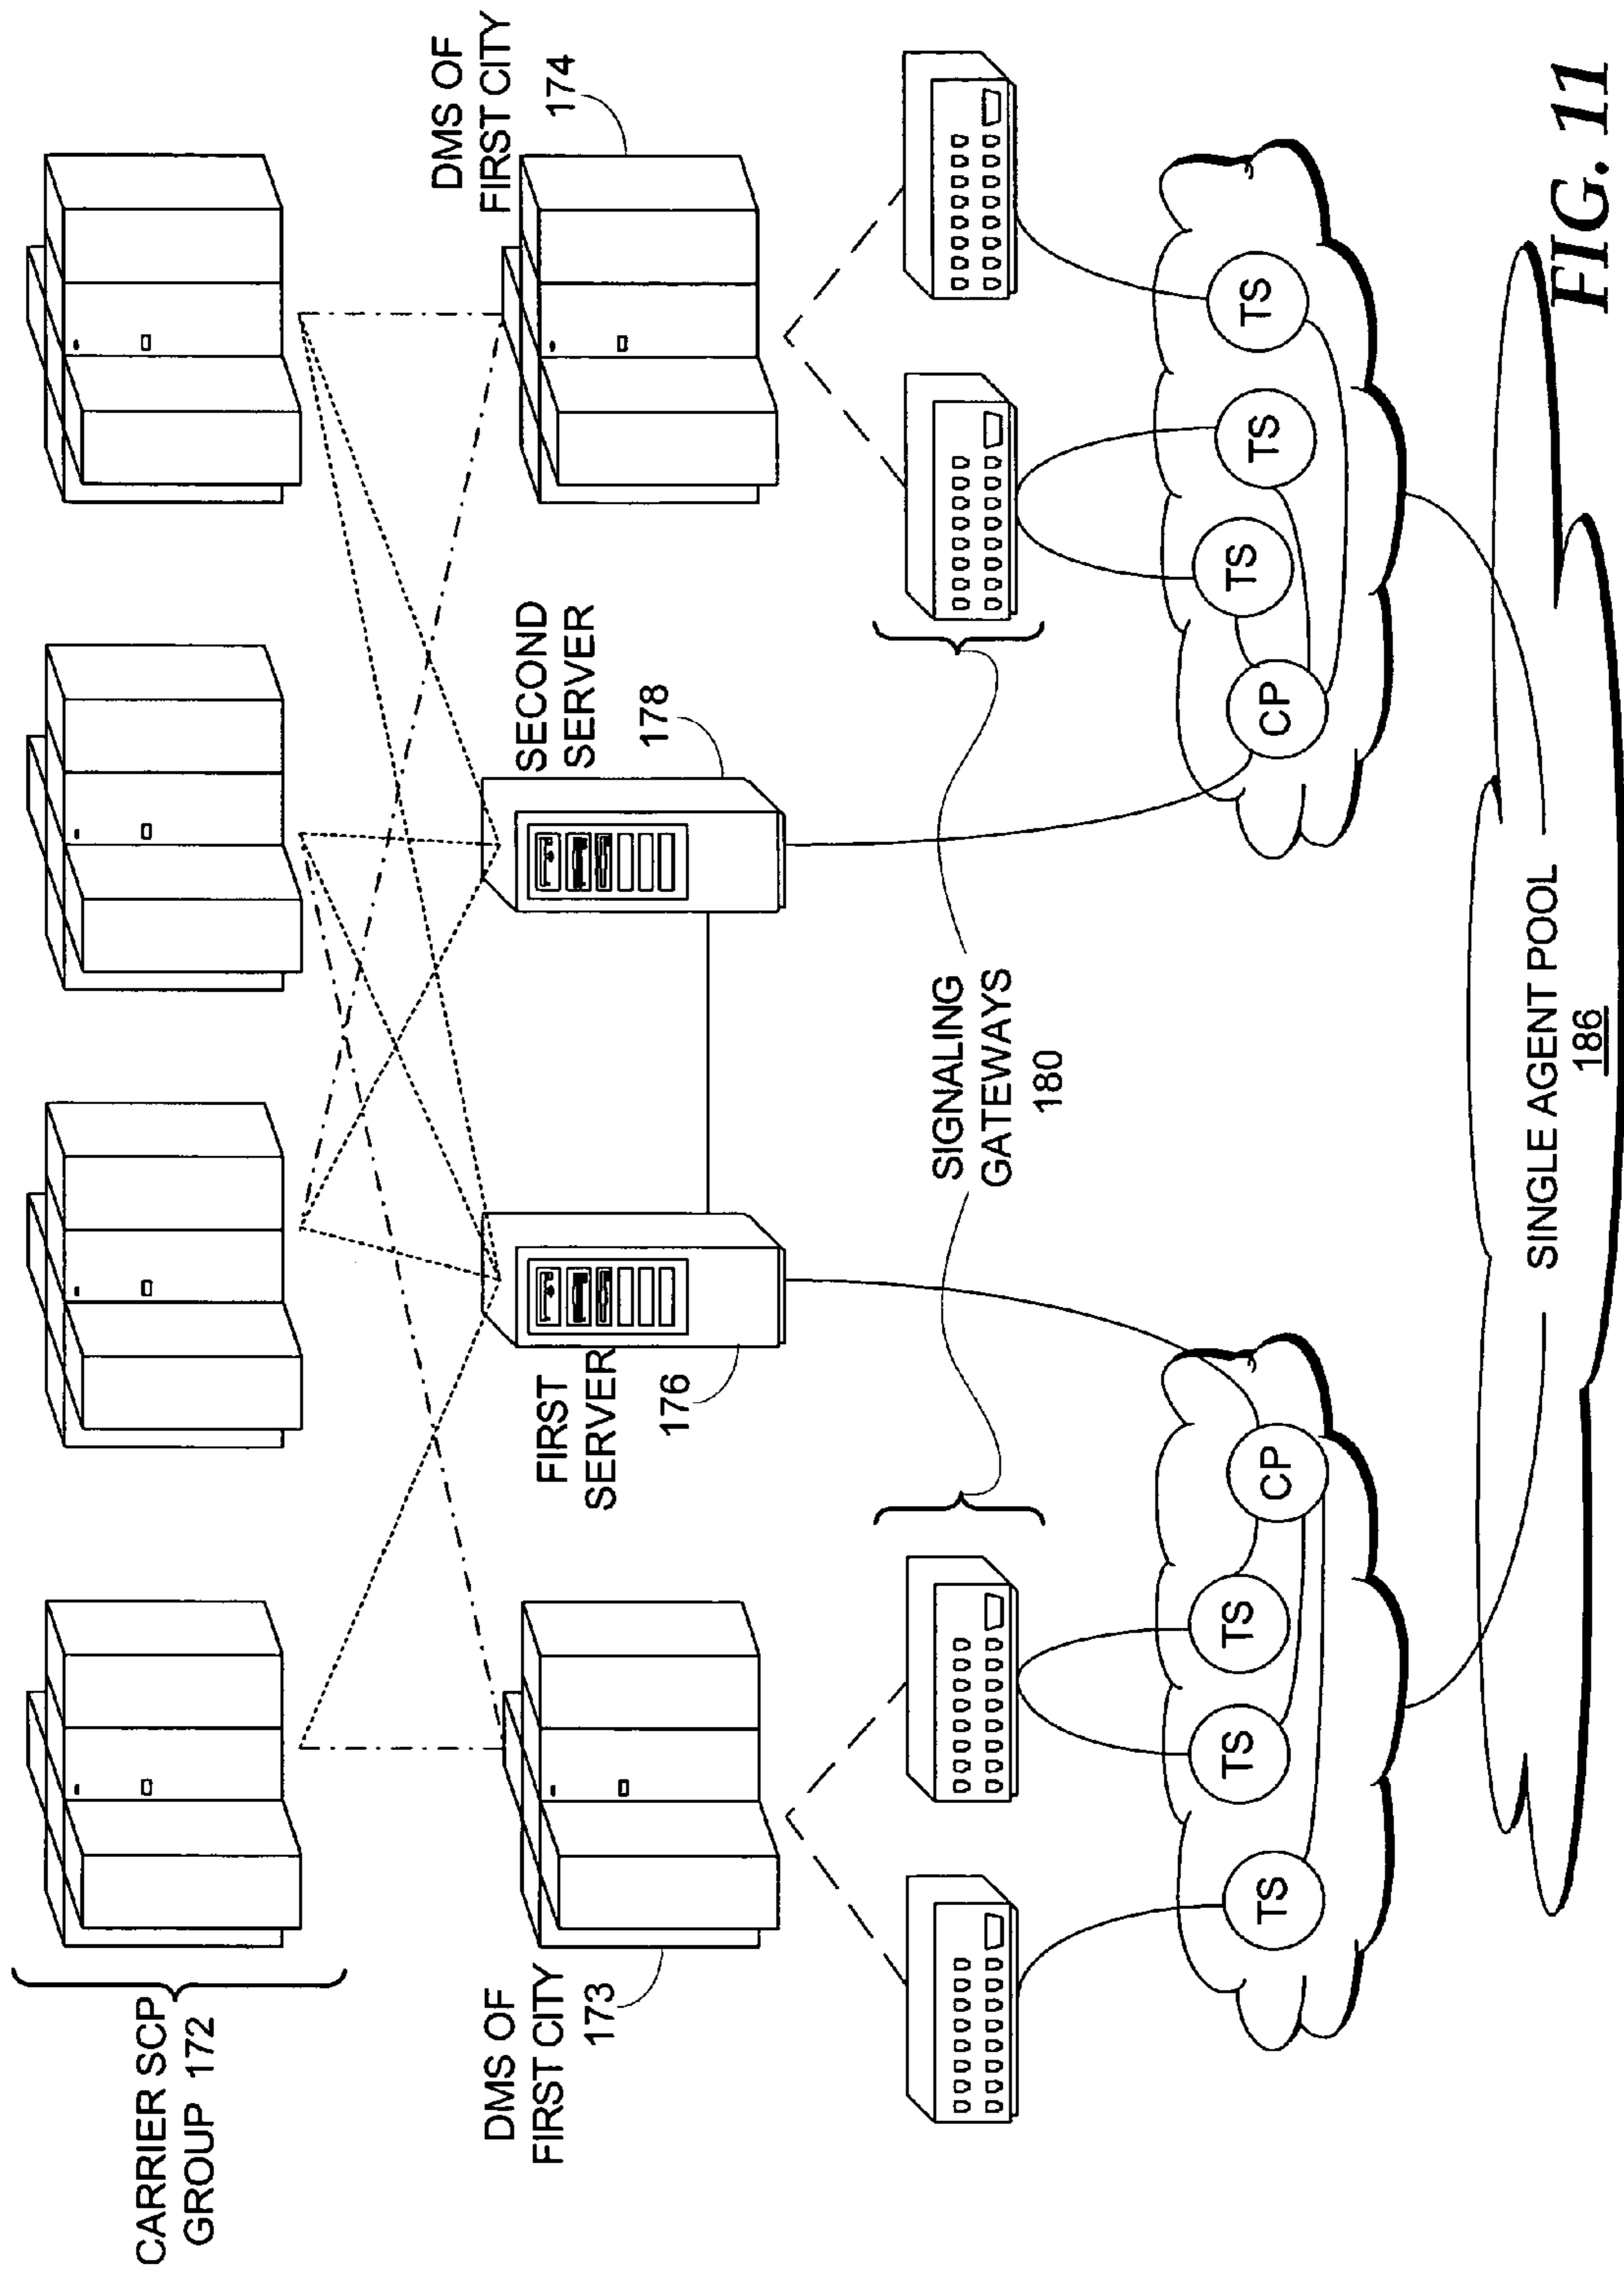 CARRIER SCP
GROUP 172
DMS OF
FIRST CITY
173
DMS OF
FIRST CITY
174
FIRST
SERVER
176
SECOND
SERVER
178
SIGNALING
GATEWAYS
180
TS
TS
TS
CP
CP
TS
TS
TS
SINGLE AGENT POOL
186
FIG. 11